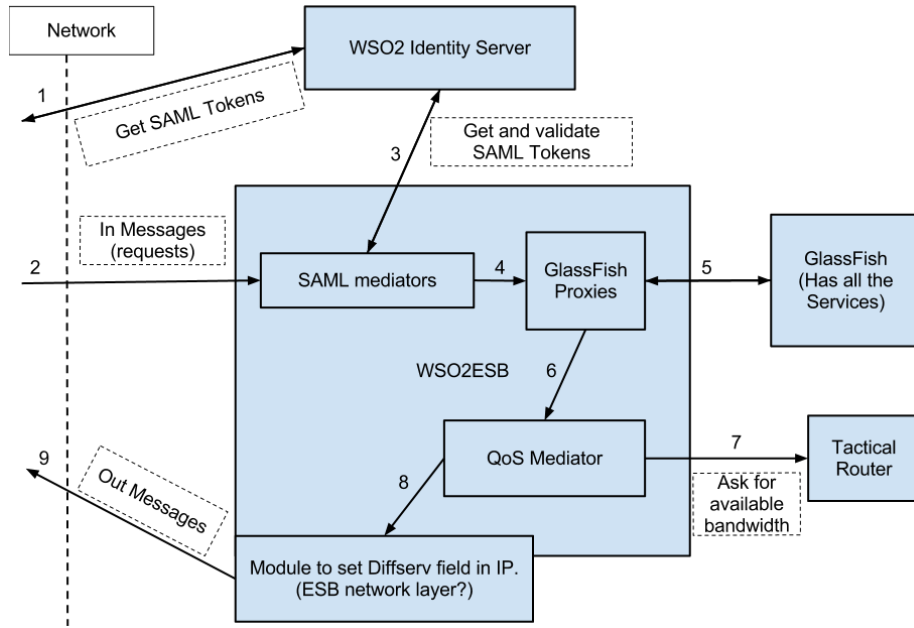 Network
WSO2 Identity Server
1
Get SAML Tokens
Get and validate
SAML Tokens
3
In Messages
(requests)
2
SAML mediators
4
GlassFish
Proxies
5
GlassFish
(Has all the
Services)
WSO2ESB
6
QoS Mediator
7
Tactical
Router
Ask for
available
bandwidth
8
9
Out Messages
Module to set Diffserv field in IP.
(ESB network layer?)